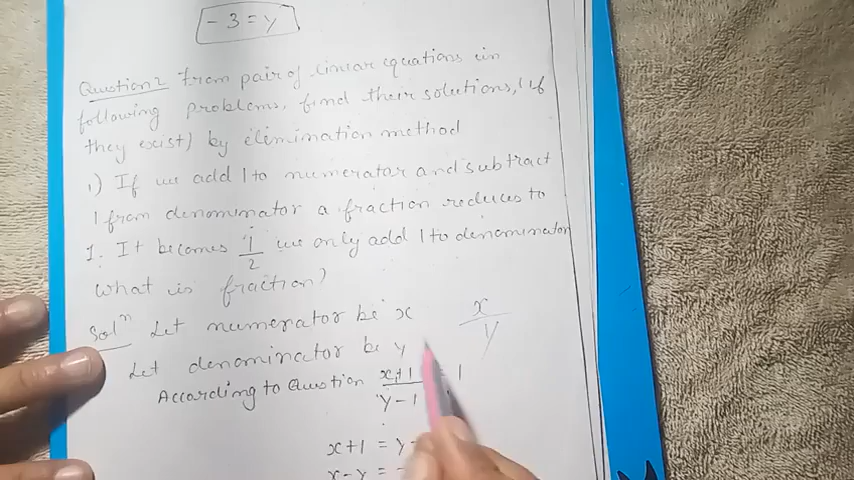 -3 = y
Question 2 From pair of linear equations in
following problems, find their solutions, (if
they exist) by elimination method
1) If we add 1 to numerator and subtract
1 from denominator a fraction reduces to
1. It becomes 1/2 we only add 1 to denominator
what is fraction?
Solⁿ Let numerator be x
x/y
Let denominator be y
According to Question x+1/y-1 = 1
x+1 = y-
x-y = -